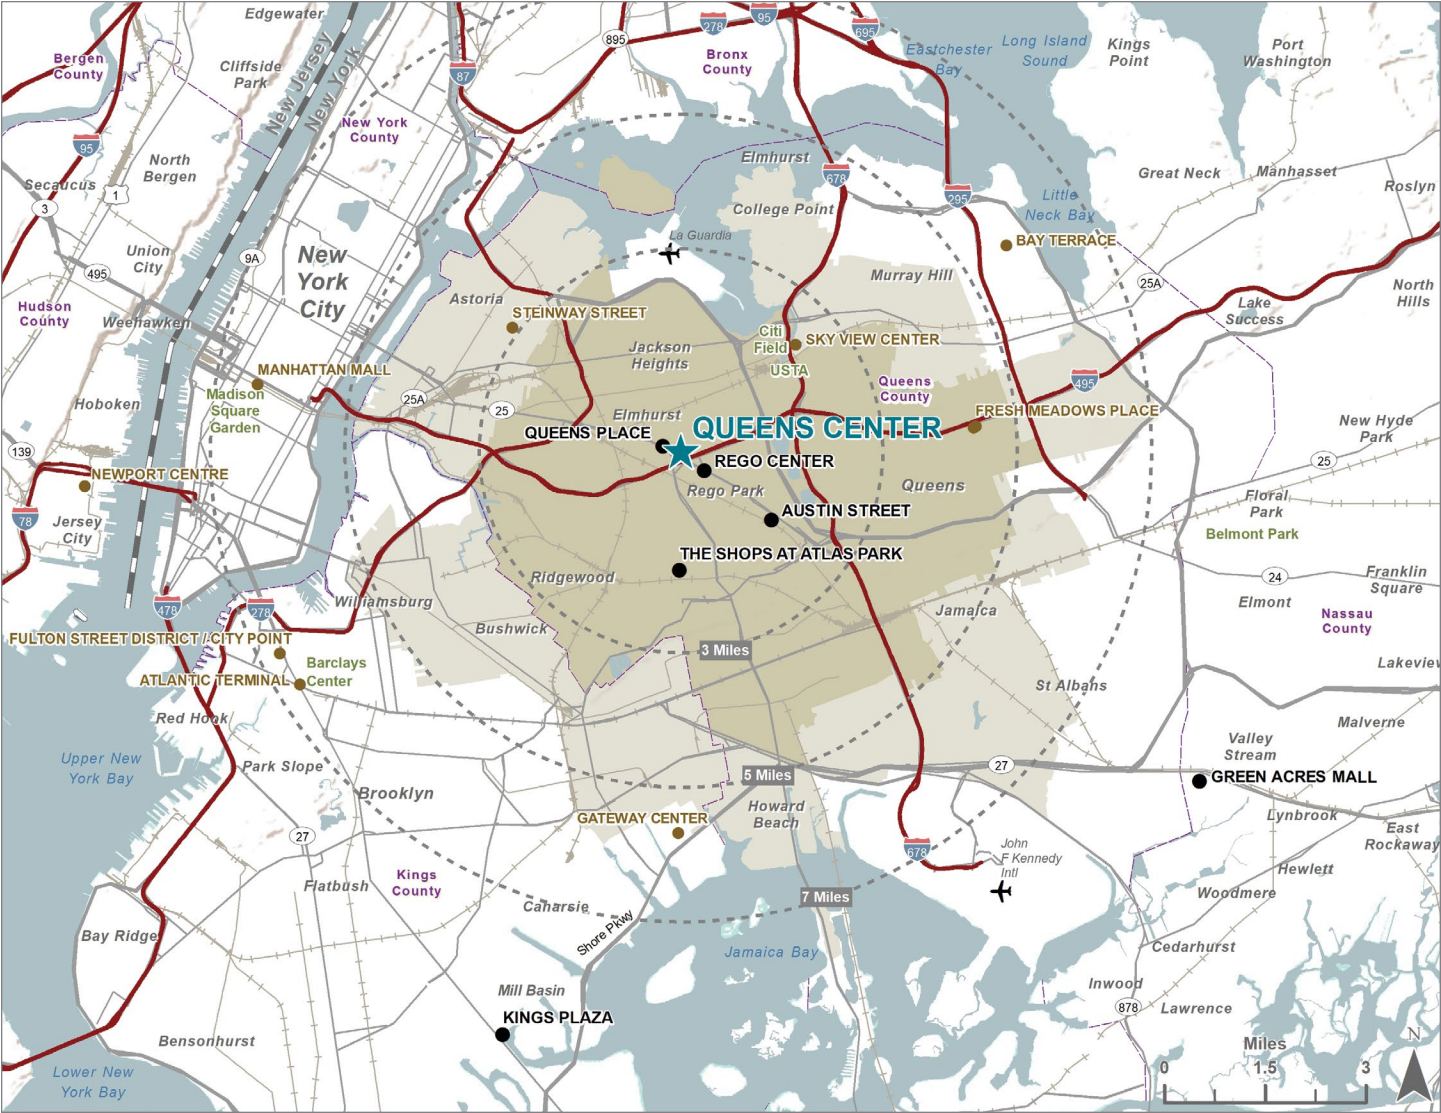 Edgewater
278
95
695
Long Island
Sound
Kings
Point
Port
Washington
895
Eastchester
Bay
Bergen
County
Cliffside
Park
New Jersey
New York
87
Bronx
County
New York
County
95
North
Bergen
Elmhurst
678
Great Neck
Manhasset
Roslyn
Secaucus
1
3
295
Little
Neck Bay
College Point
La Guardia
BAY TERRACE
Union
City
9A
New
York
City
495
Murray Hill
25A
North
Hills
Astoria
Hudson
County
Weehawken
STEINWAY STREET
Lake
Success
Citi
Field
SKY VIEW CENTER
Jackson
Heights
USTA
MANHATTAN MALL
Madison
Square
Garden
Queens
County
495
Hoboken
25A
25
Elmhurst
FRESH MEADOWS PLACE
QUEENS PLACE
QUEENS CENTER
New Hyde
Park
139
NEWPORT CENTRE
REGO CENTER
25
Rego Park
Queens
Floral
Park
78
Jersey
City
AUSTIN STREET
Belmont Park
THE SHOPS AT ATLAS PARK
Ridgewood
24
Franklin
Square
478
278
Williamsburg
Jamaica
Elmont
Nassau
County
Bushwick
FULTON STREET DISTRICT / CITY POINT
3 Miles
Barclays
Center
ATLANTIC TERMINAL
Lakeview
St Albans
Red Hook
Malverne
Upper New
York Bay
Park Slope
5 Miles
27
Valley
Stream
GREEN ACRES MALL
Brooklyn
Howard
Beach
GATEWAY CENTER
Lynbrook
27
678
John
F Kennedy
Intl
East
Rockaway
Kings
County
Flatbush
Hewlett
7 Miles
Woodmere
Canarsie
Shore Pkwy
Bay Ridge
Jamaica Bay
Cedarhurst
Mill Basin
Inwood
878
Lawrence
KINGS PLAZA
Bensonhurst
Miles
0
1.5
3
N
Lower New
York Bay